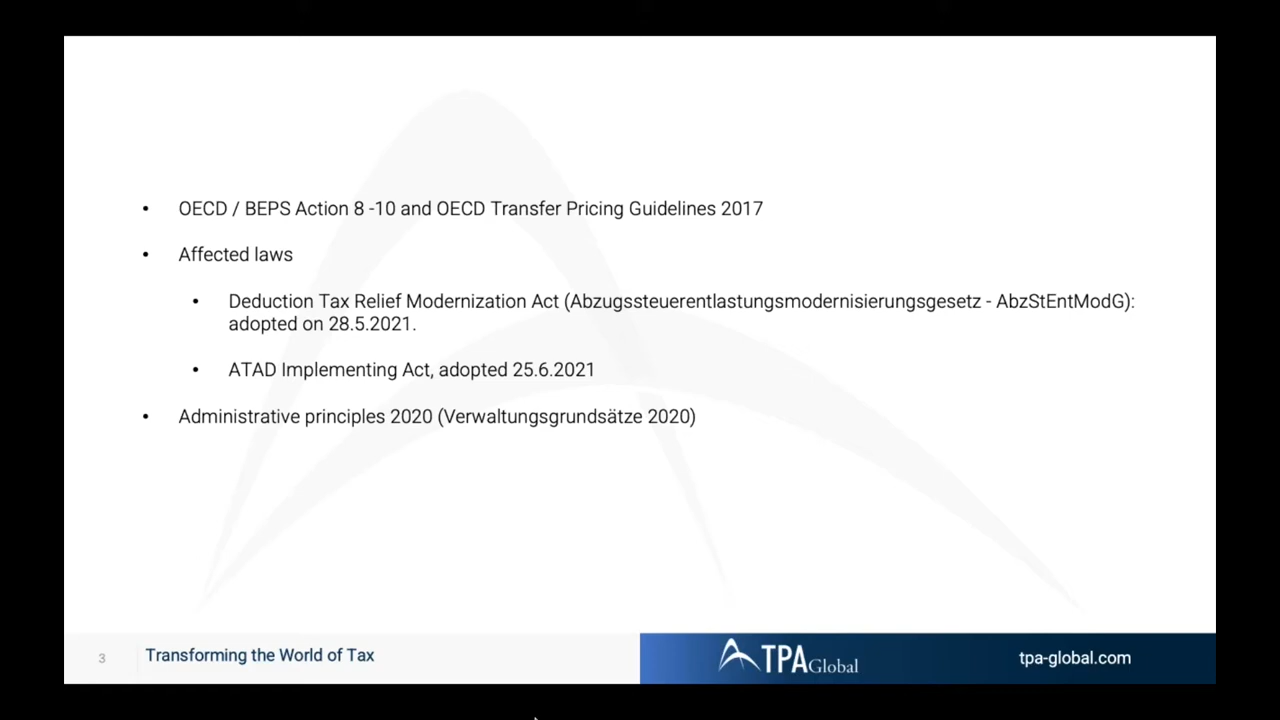 • OECD / BEPS Action 8 -10 and OECD Transfer Pricing Guidelines 2017
• Affected laws
• Deduction Tax Relief Modernization Act (Abzugssteuerentlastungsmodernisierungsgesetz - AbzStEntModG):
adopted on 28.5.2021.
• ATAD Implementing Act, adopted 25.6.2021
• Administrative principles 2020 (Verwaltungsgrundsätze 2020)
3 Transforming the World of Tax TPA Global tpa-global.com